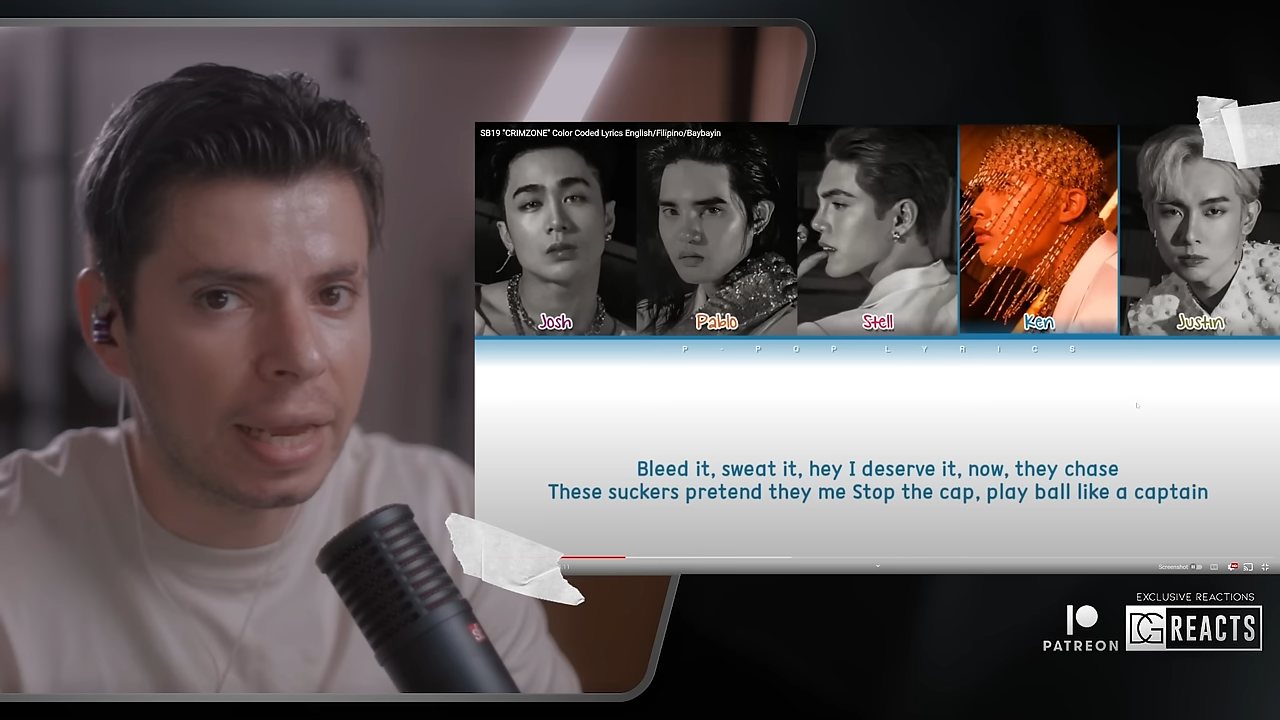 SB19 "CRIMZONE" Color Coded Lyrics English/Filipino/Baybayin
Josh
Pablo
Stell
Ken
Justin
P - P O P L Y R I C S
Bleed it, sweat it, hey I deserve it, now, they chase
These suckers pretend they me Stop the cap, play ball like a captain
Screenshot
EXCLUSIVE REACTIONS
PATREON
DG REACTS